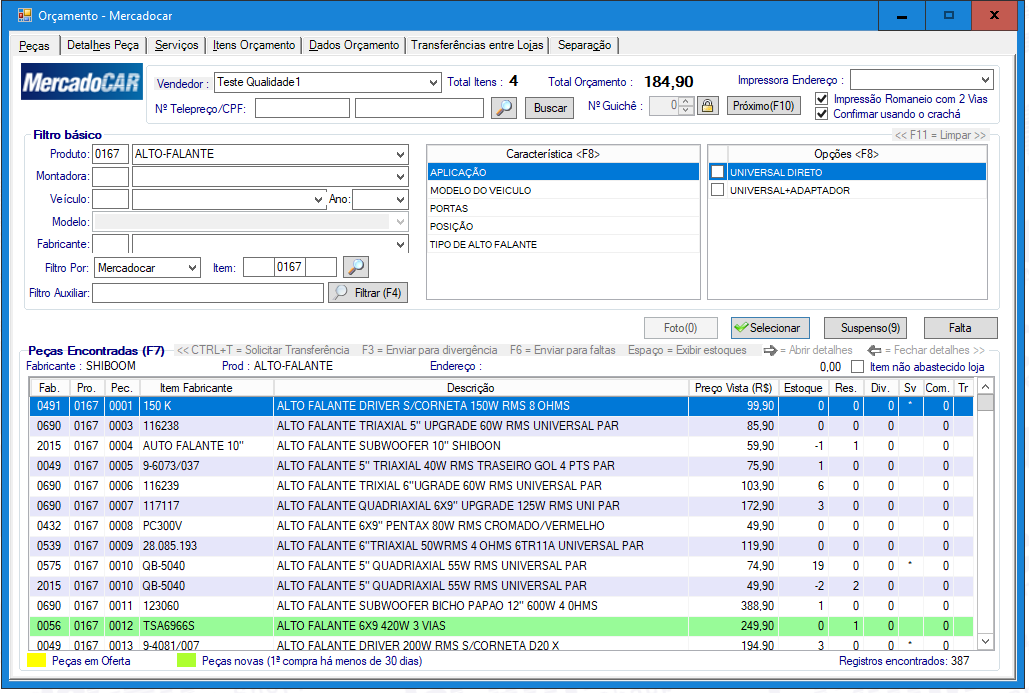 Orçamento - Mercadocar
Peças Detalhes Peça Serviços Itens Orçamento Dados Orçamento Transferências entre Lojas Separação
MercadoCAR
Vendedor : Teste Qualidade1 Total Itens : 4 Total Orçamento : 184,90 Impressora Endereço :
Nº Telepreço/CPF: Buscar Nº Guichê : 0 Próximo(F10) Impressão Romaneio com 2 Vias
Confirmar usando o crachá
Filtro básico << F11 = Limpar >>
Produto: 0167 ALTO-FALANTE
Montadora:
Veículo: Ano:
Modelo:
Fabricante:
Filtro Por: Mercadocar Item: 0167
Filtro Auxiliar: Filtrar (F4)
Característica <F8>
APLICAÇÃO
MODELO DO VEICULO
PORTAS
POSIÇÃO
TIPO DE ALTO FALANTE
Opções <F8>
UNIVERSAL DIRETO
UNIVERSAL+ADAPTADOR
Foto(0) Selecionar Suspenso(9) Falta
Peças Encontradas (F7) << CTRL+T = Solicitar Transferência F3 = Enviar para divergência F6 = Enviar para faltas Espaço = Exibir estoques = Abrir detalhes = Fechar detalhes >>
Fabricante : SHIBOOM Prod : ALTO-FALANTE Endereço : 0,00 Item não abastecido loja
Fab. Pro. Pec. Item Fabricante Descrição Preço Vista (R$) Estoque Res. Div. Sv Com. Tr
0491 0167 0001 150 K ALTO FALANTE DRIVER S/CORNETA 150W RMS 8 OHMS 99,90 0 0 0 * 0
0690 0167 0003 116238 ALTO FALANTE TRIAXIAL 5" UPGRADE 60W RMS UNIVERSAL PAR 85,90 0 0 0 0
2015 0167 0004 AUTO FALANTE 10" ALTO FALANTE SUBWOOFER 10" SHIBOON 59,90 -1 1 0 0
0049 0167 0005 9-6073/037 ALTO FALANTE 5" TRIAXIAL 40W RMS TRASEIRO GOL 4 PTS PAR 75,90 1 0 0 0
0690 0167 0006 116239 ALTO FALANTE TRIXIAL 6"UGRADE 60W RMS UNIVERSAL PAR 103,90 6 0 0 0
0690 0167 0007 117117 ALTO FALANTE QUADRIAXIAL 6X9" UPGRADE 125W RMS UNI PAR 172,90 3 0 0 0
0432 0167 0008 PC300V ALTO FALANTE 6X9" PENTAX 80W RMS CROMADO/VERMELHO 49,90 0 0 0 0
0539 0167 0009 28.085.193 ALTO FALANTE 6"TRIAXIAL 50WRMS 4 OHMS 6TR11A UNIVERSAL PAR 119,90 0 0 0 0
0575 0167 0010 QB-5040 ALTO FALANTE 5" QUADRIAXIAL 55W RMS UNIVERSAL PAR 74,90 19 0 0 * 0
2015 0167 0010 QB-5040 ALTO FALANTE 5" QUADRIAXIAL 55W RMS UNIVERSAL PAR 49,90 -2 2 0 0
0690 0167 0011 123060 ALTO FALANTE SUBWOOFER BICHO PAPAO 12" 600W 4 0HMS 388,90 1 0 0 0
0056 0167 0012 TSA6966S ALTO FALANTE 6X9 420W 3 VIAS 249,90 0 1 0 0
0049 0167 0013 9-4081/007 ALTO FALANTE DRIVER 200W RMS S/CORNETA D20 X 194,90 3 0 0 * 0
Peças em Oferta Peças novas (1ª compra há menos de 30 dias) Registros encontrados: 387